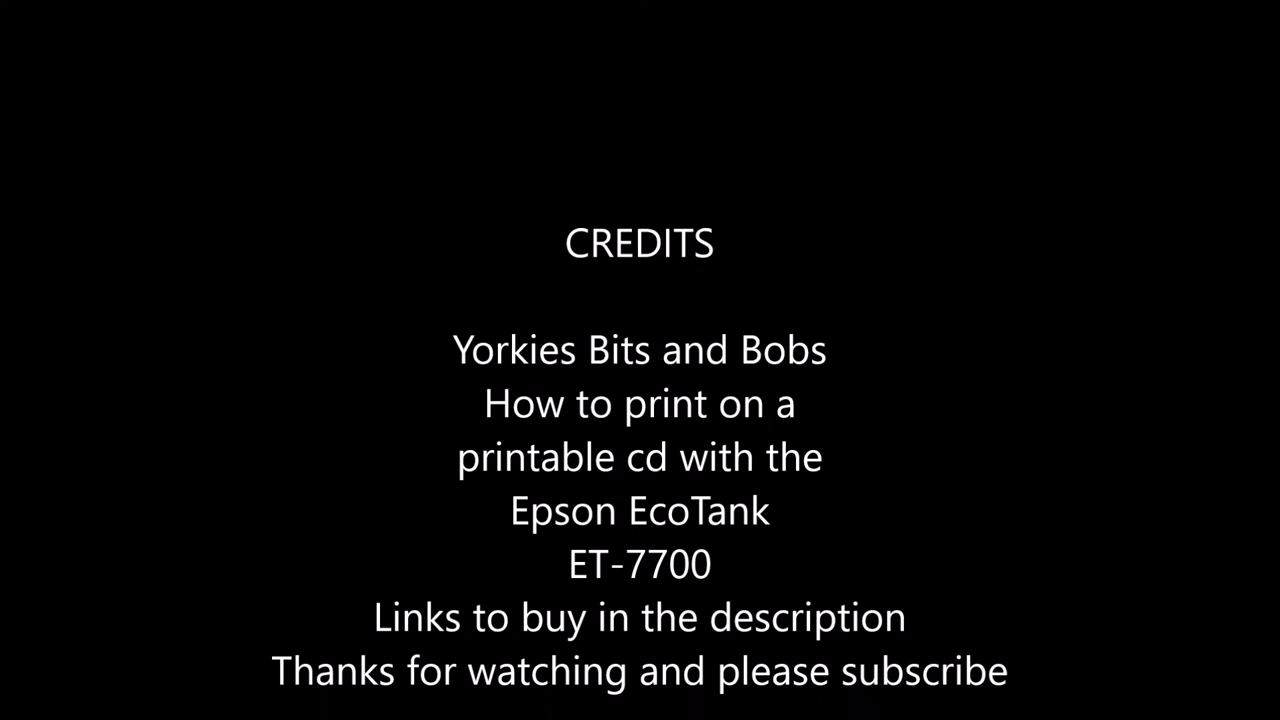 CREDITS
Yorkies Bits and Bobs
How to print on a
printable cd with the
Epson EcoTank
ET-7700
Links to buy in the description
Thanks for watching and please subscribe